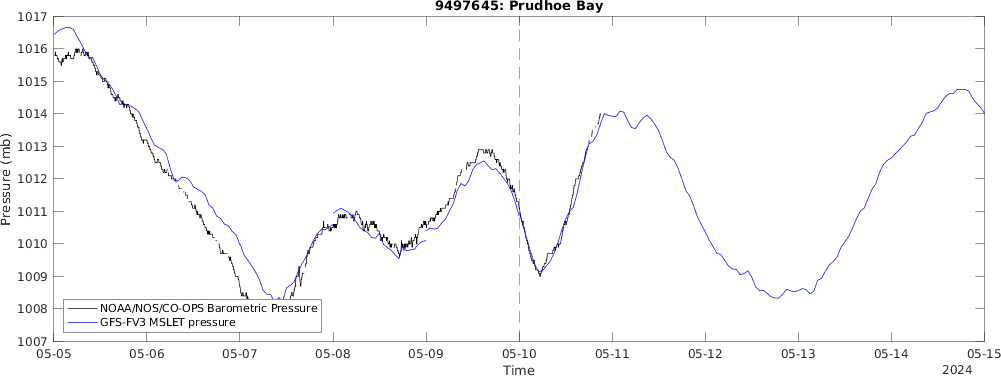 9497645: Prudhoe Bay
1017
1016
1015
1014
1013
1012
1011
1010
1009
1008
1007
Pressure (mb)
NOAA/NOS/CO-OPS Barometric Pressure
GFS-FV3 MSLET pressure
05-05 05-06 05-07 05-08 05-09 05-10 05-11 05-12 05-13 05-14 05-15
Time
2024